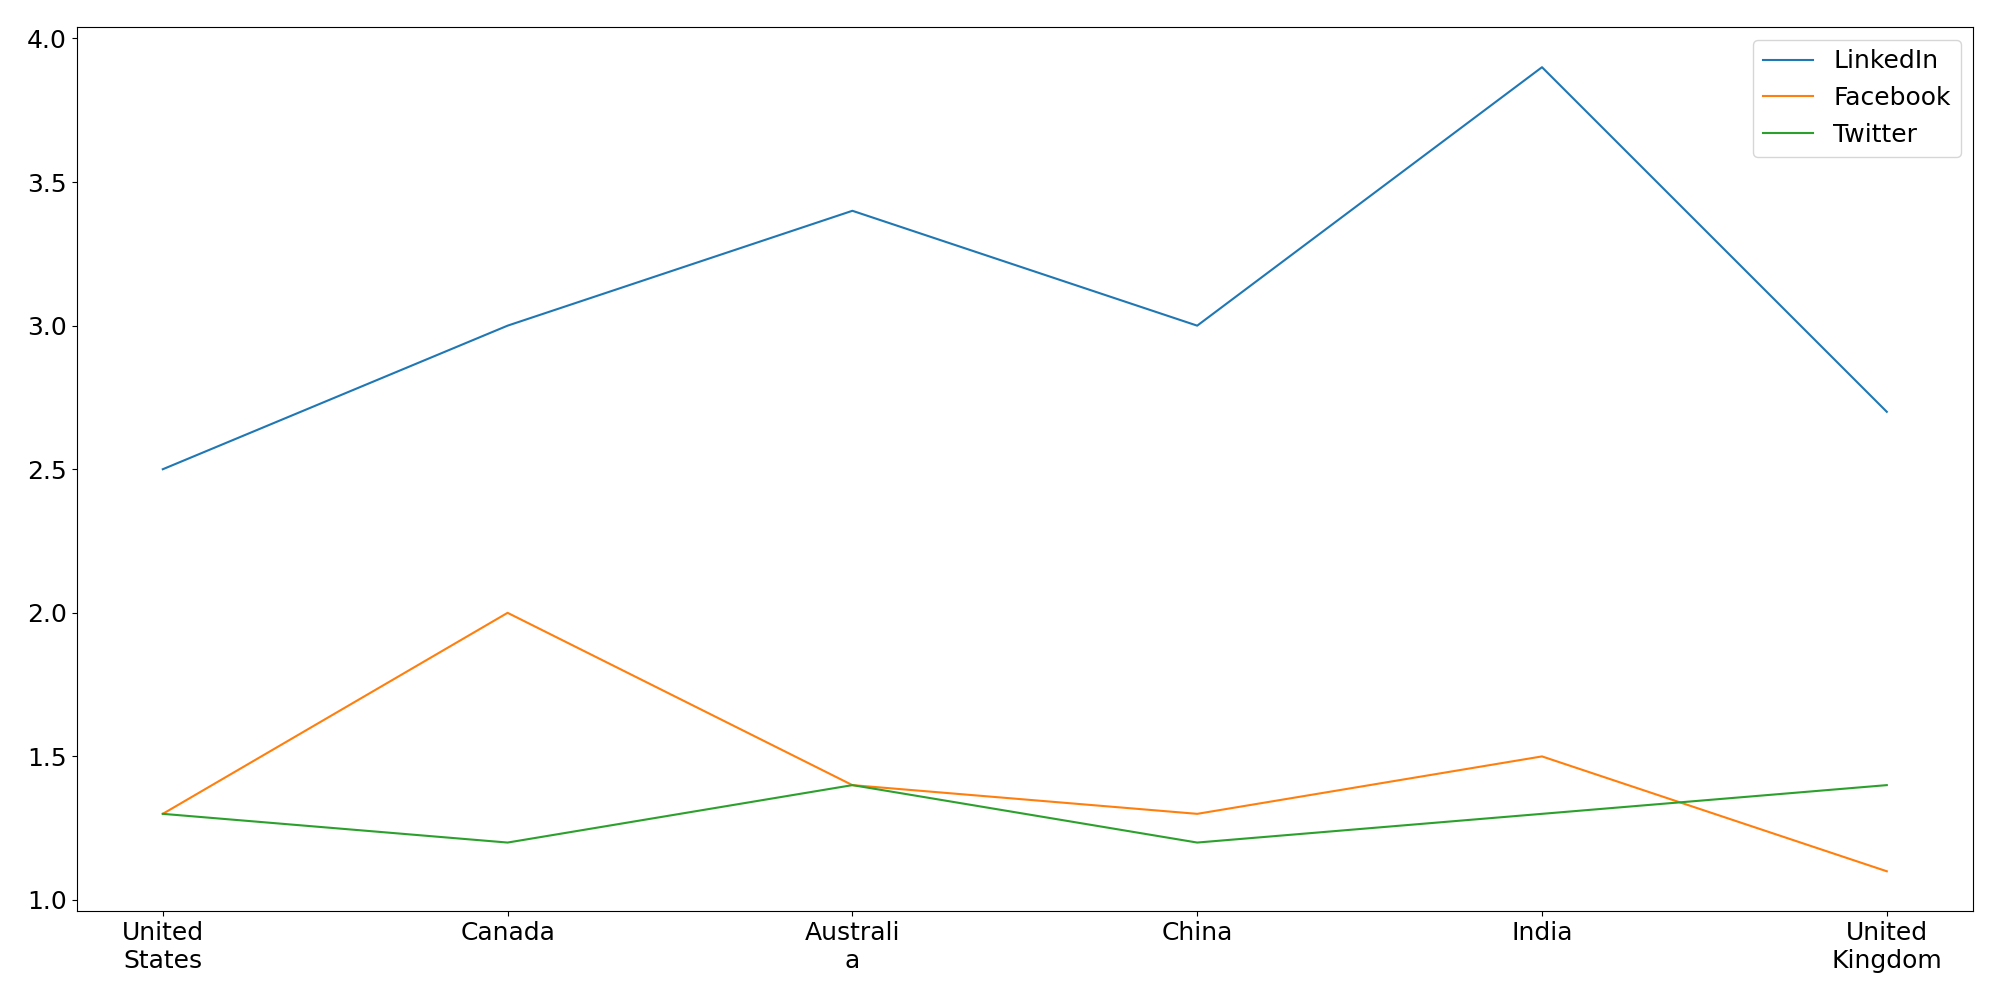 4.0
3.5
3.0
2.5
2.0
1.5
1.0
LinkedIn
Facebook
Twitter
United
States
Canada
Australi
a
China
India
United
Kingdom